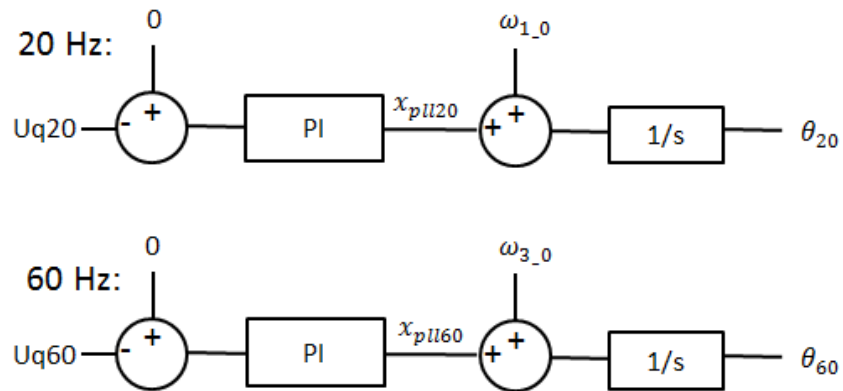 0
ω1_0
20 Hz:
+
+
Uq20
-
PI
xpll20
+
1/s
θ20
0
ω3_0
60 Hz:
+
+
Uq60
-
PI
xpll60
+
1/s
θ60